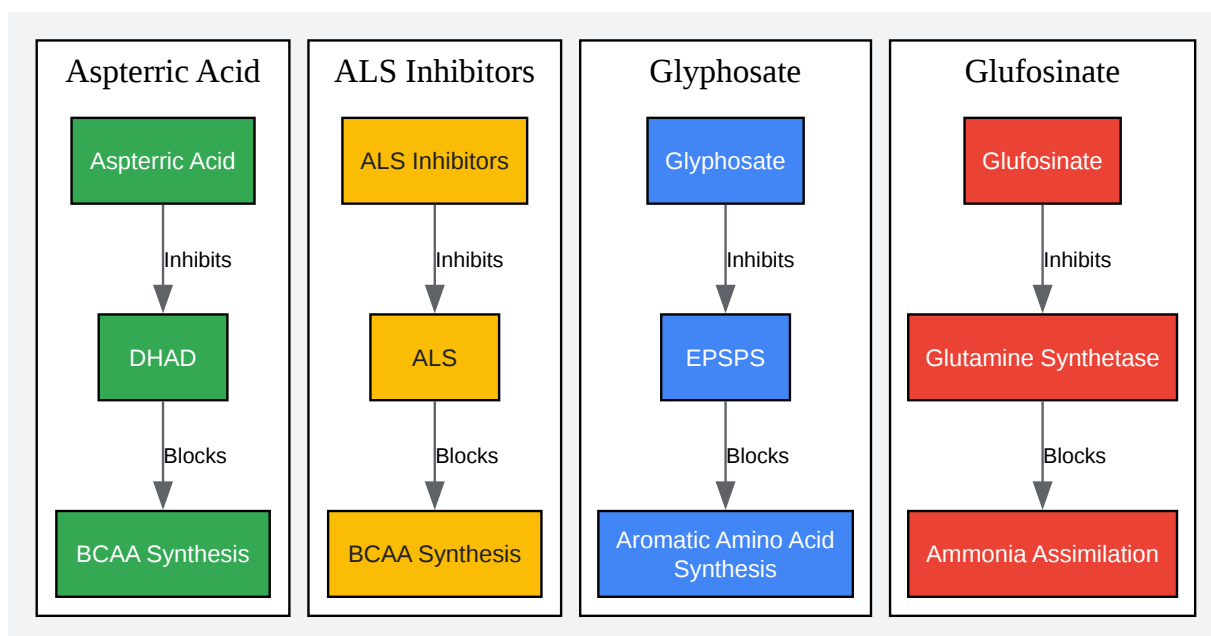 Aspterric Acid
Aspterric Acid
Inhibits
DHAD
Blocks
BCAA Synthesis
ALS Inhibitors
ALS Inhibitors
Inhibits
ALS
Blocks
BCAA Synthesis
Glyphosate
Glyphosate
Inhibits
EPSPS
Blocks
Aromatic Amino Acid
Synthesis
Glufosinate
Glufosinate
Inhibits
Glutamine Synthetase
Blocks
Ammonia Assimilation